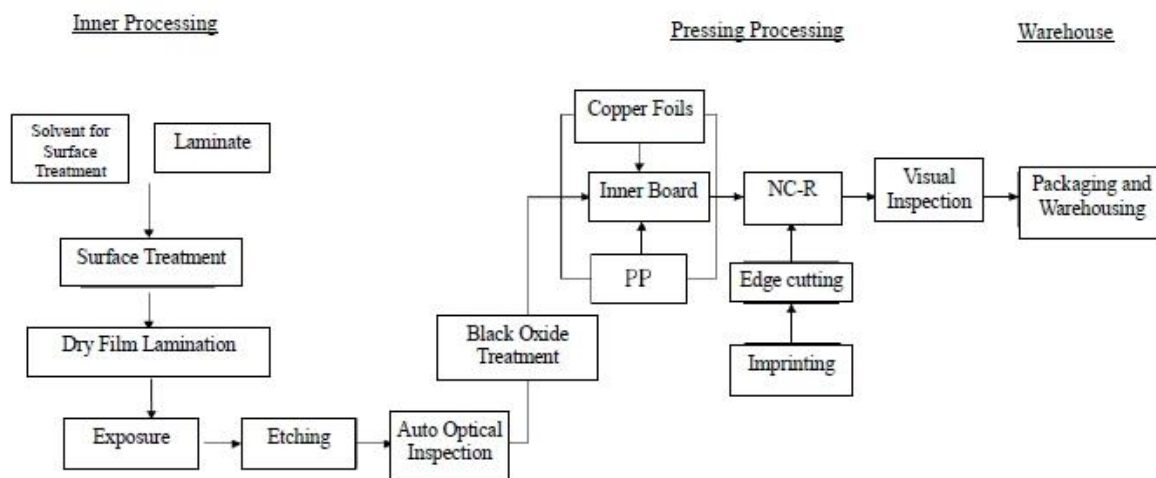 Inner Processing
Pressing Processing
Warehouse
Solvent for
Surface
Treatment
Laminate
Surface Treatment
Dry Film Lamination
Exposure
Etching
Auto Optical
Inspection
Black Oxide
Treatment
Copper Foils
Inner Board
PP
NC-R
Edge cutting
Imprinting
Visual
Inspection
Packaging and
Warehousing